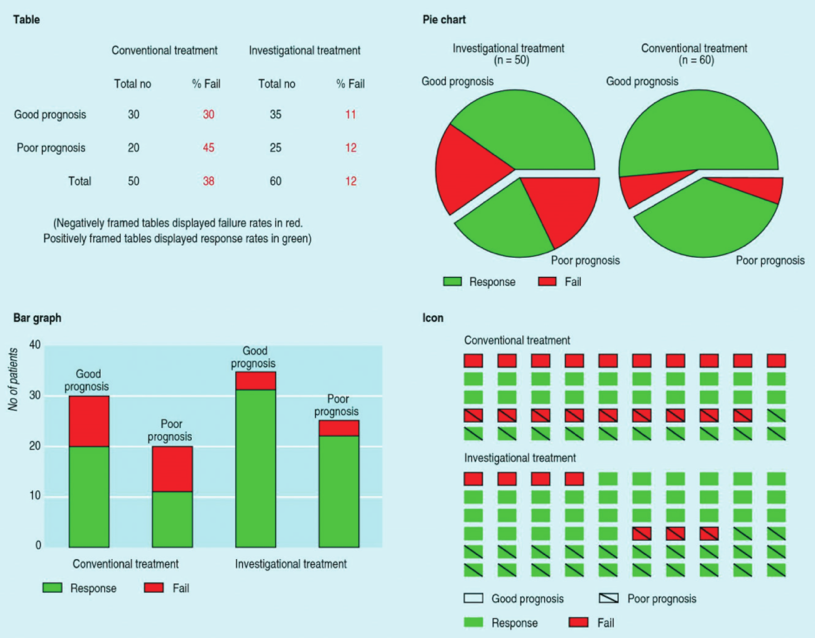 Table
Conventional treatment Investigational treatment
Total no % Fail Total no % Fail
Good prognosis 30 30 35 11
Poor prognosis 20 45 25 12
Total 50 38 60 12
(Negatively framed tables displayed failure rates in red.
Positively framed tables displayed response rates in green)
Pie chart
Investigational treatment
(n = 50)
Conventional treatment
(n = 60)
Good prognosis
Good prognosis
Poor prognosis
Poor prognosis
Response Fail
Bar graph
No of patients
40
30
20
10
0
Good
prognosis
Poor
prognosis
Good
prognosis
Poor
prognosis
Conventional treatment Investigational treatment
Response Fail
Icon
Conventional treatment
Investigational treatment
Good prognosis Poor prognosis
Response Fail